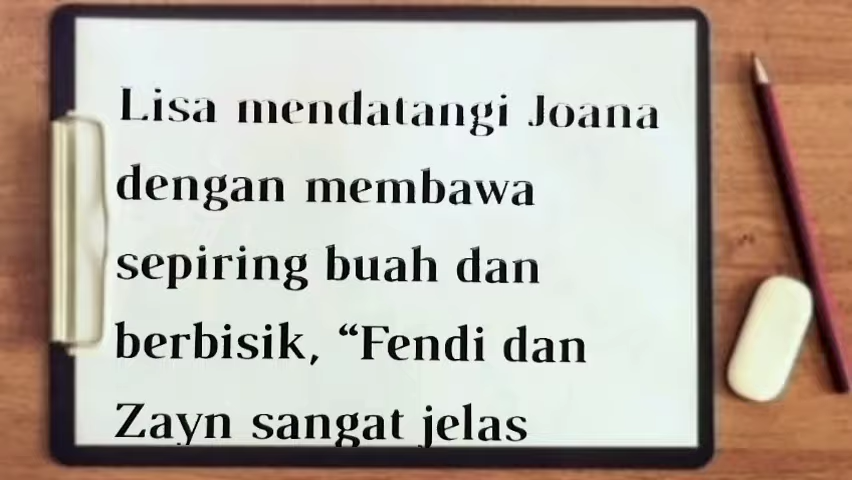 Lisa mendatangi Joana
dengan membawa
sepiring buah dan
berbisik, “Fendi dan
Zayn sangat jelas